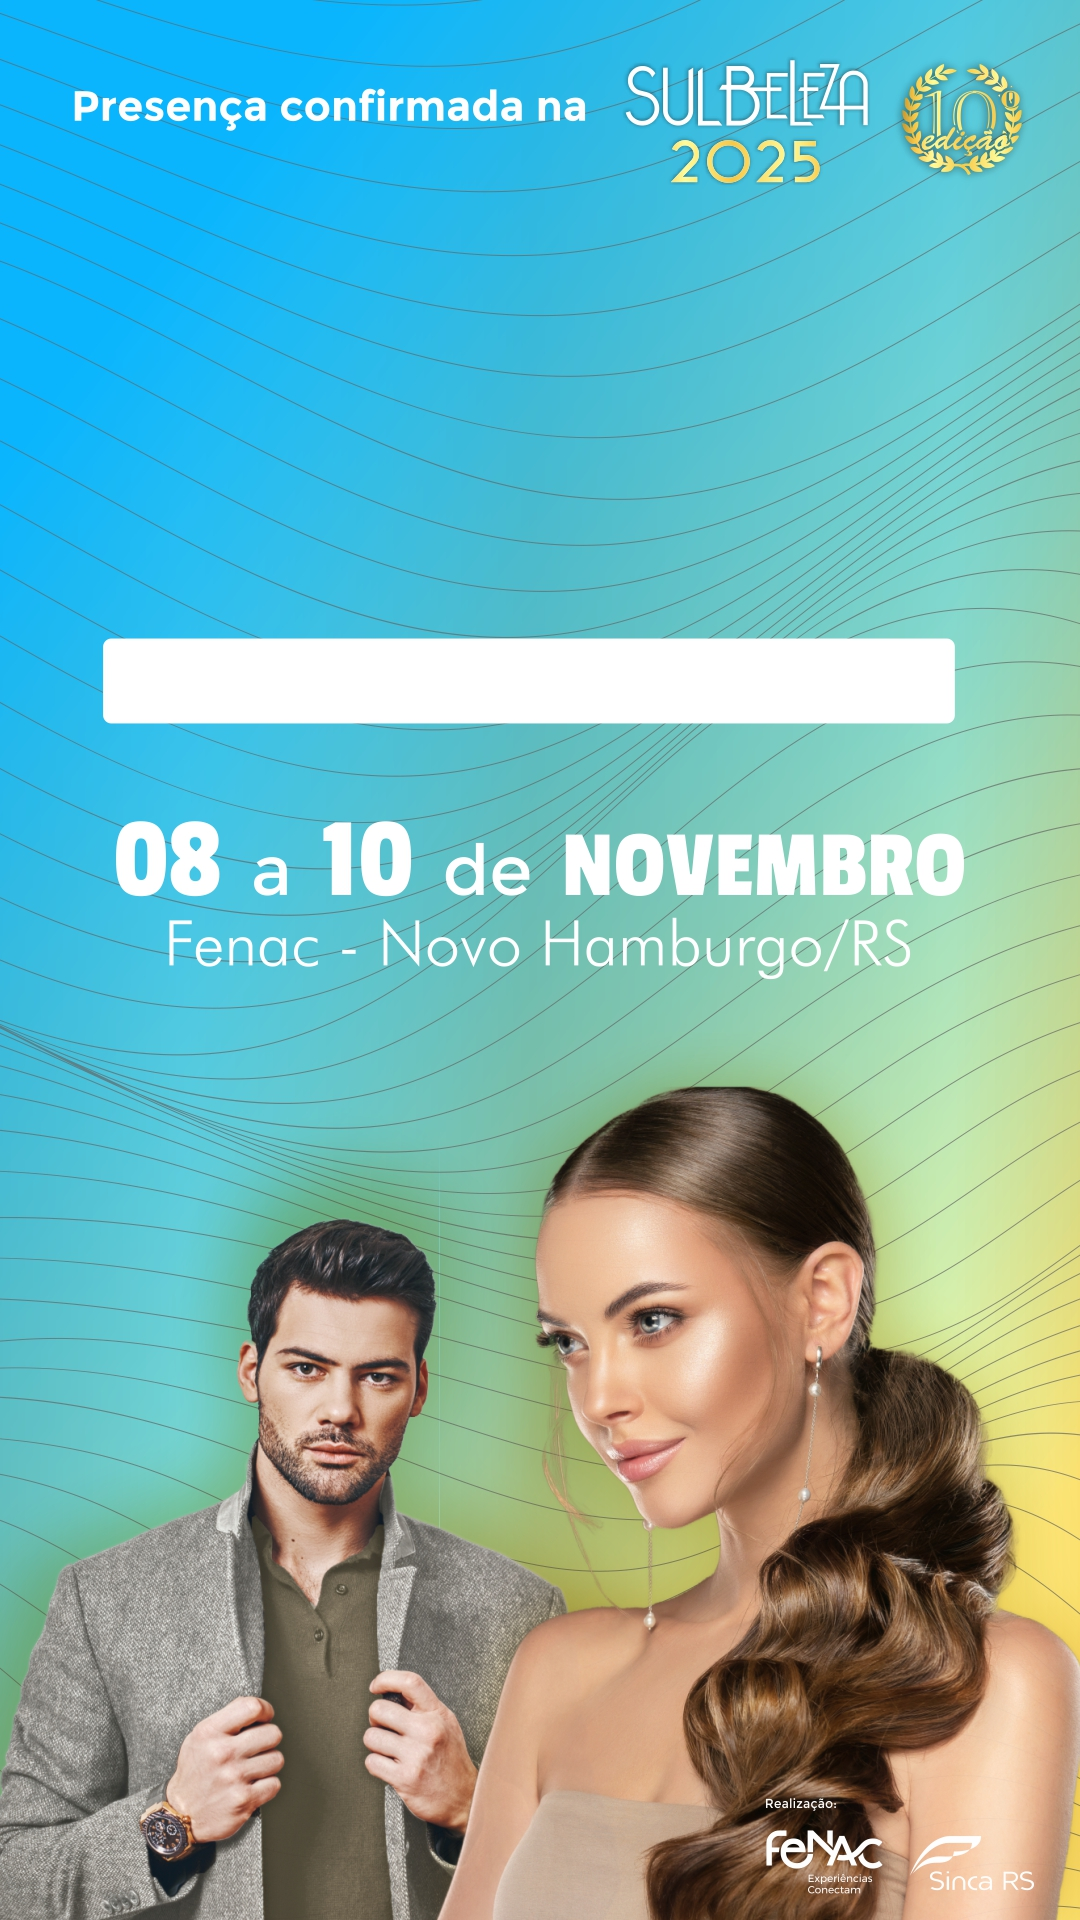 Presença confirmada na
SULBELEZA
2025
10ª
edição
08 a 10 de NOVEMBRO
Fenac - Novo Hamburgo/RS
Realização:
FENAC
Experiências
Conectam
Sinca RS